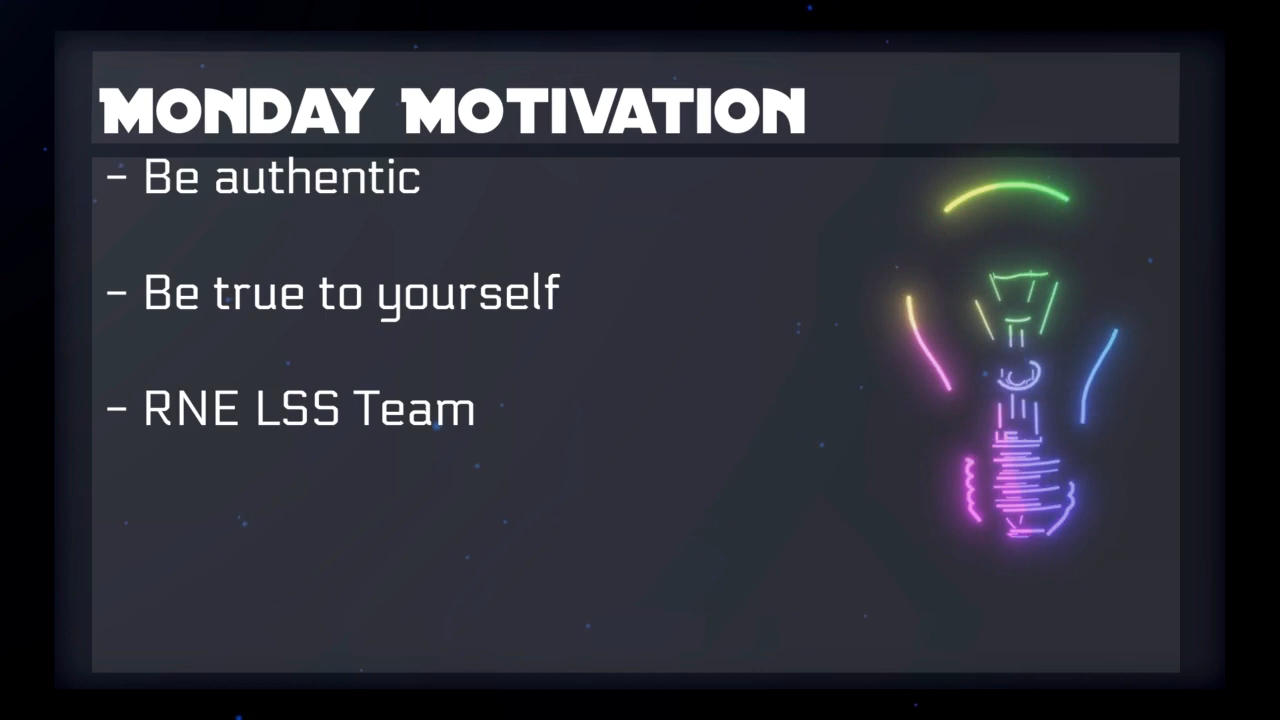 MONDAY MOTIVATION
- Be authentic
- Be true to yourself
- RNE LSS Team